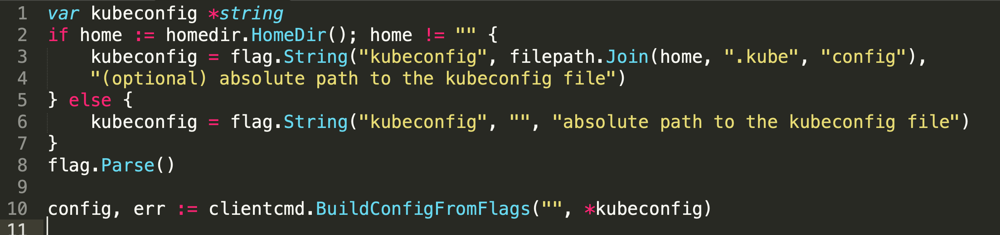 1 var kubeconfig *string
2 if home := homedir.HomeDir(); home != "" {
3     kubeconfig = flag.String("kubeconfig", filepath.Join(home, ".kube", "config"),
4     "(optional) absolute path to the kubeconfig file")
5 } else {
6     kubeconfig = flag.String("kubeconfig", "", "absolute path to the kubeconfig file")
7 }
8 flag.Parse()
9
10 config, err := clientcmd.BuildConfigFromFlags("", *kubeconfig)
11